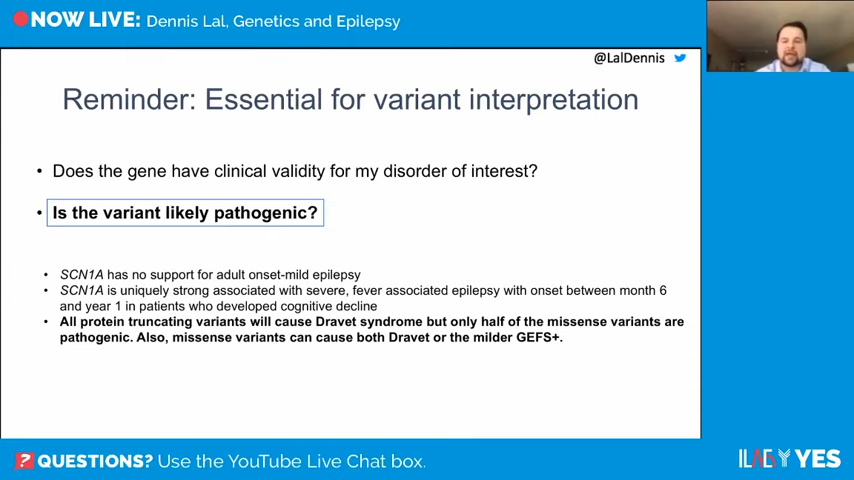 NOW LIVE: Dennis Lal, Genetics and Epilepsy
@LalDennis
Reminder: Essential for variant interpretation
• Does the gene have clinical validity for my disorder of interest?
• Is the variant likely pathogenic?
• SCN1A has no support for adult onset-mild epilepsy
• SCN1A is uniquely strong associated with severe, fever associated epilepsy with onset between month 6
and year 1 in patients who developed cognitive decline
• All protein truncating variants will cause Dravet syndrome but only half of the missense variants are
pathogenic. Also, missense variants can cause both Dravet or the milder GEFS+.
? QUESTIONS? Use the YouTube Live Chat box.
ILAE YES